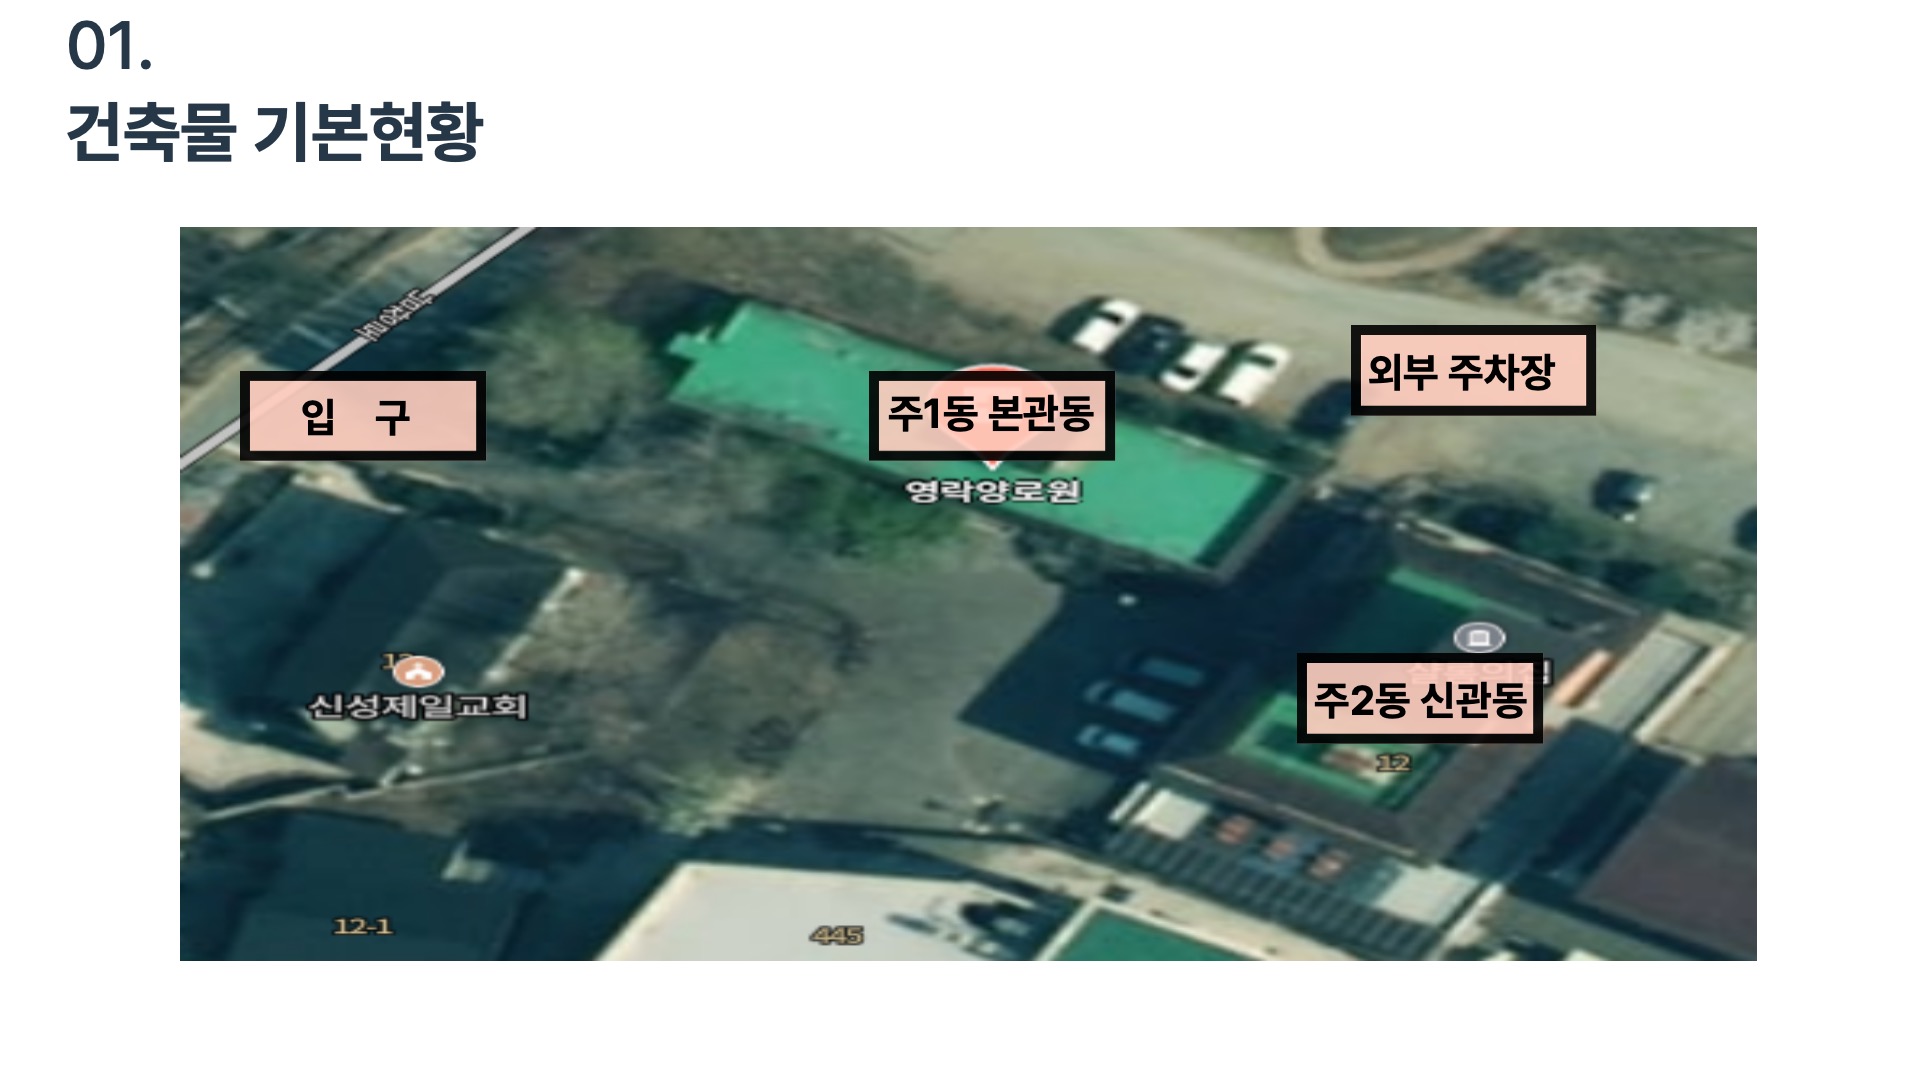 01.
건축물 기본현황
외부 주차장
입 구
주1동 본관동
영락양로원
주2동 신관동
신성제일교회
12
12-1
445